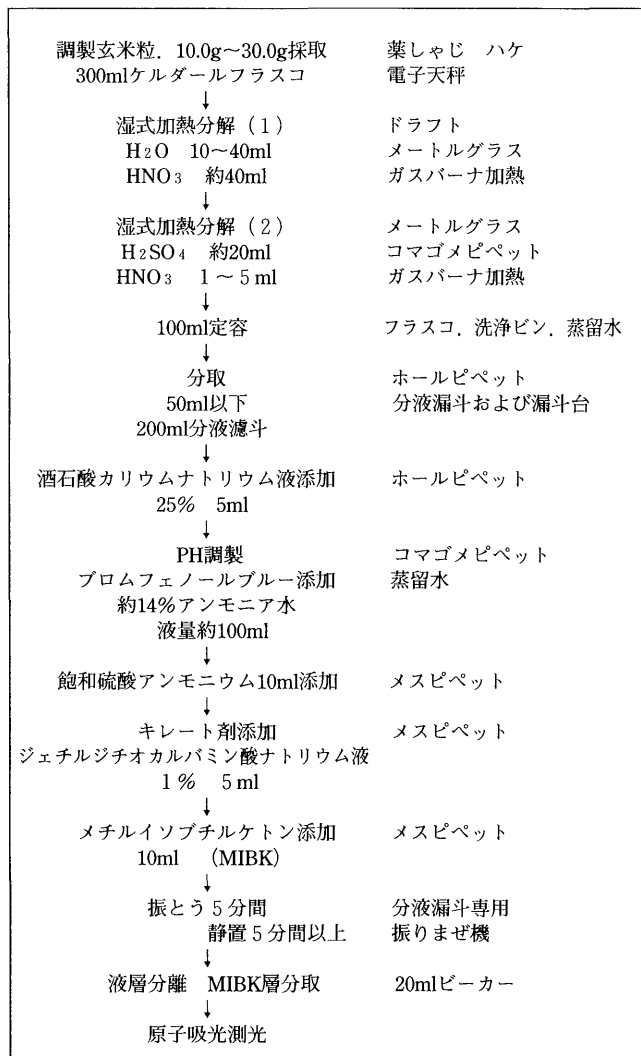 調製玄米粒．10.0g〜30.0g採取　薬しゃじ　ハケ
300mlケルダールフラスコ　電子天秤
↓
湿式加熱分解（1）　ドラフト
H₂O　10〜40ml　メートルグラス
HNO₃　約40ml　ガスバーナ加熱
↓
湿式加熱分解（2）　メートルグラス
H₂SO₄　約20ml　コマゴメピペット
HNO₃　1〜5ml　ガスバーナ加熱
↓
100ml定容　フラスコ．洗浄ビン．蒸留水
↓
分取　ホールピペット
50ml以下　分液漏斗および漏斗台
200ml分液濾斗
↓
酒石酸カリウムナトリウム液添加　ホールピペット
25%　5ml
↓
PH調製　コマゴメピペット
ブロムフェノールブルー添加　蒸留水
約14%アンモニア水
液量約100ml
↓
飽和硫酸アンモニウム10ml添加　メスピペット
↓
キレート剤添加　メスピペット
ジェチルジチオカルバミン酸ナトリウム液
1%　5ml
↓
メチルイソブチルケトン添加　メスピペット
10ml　(MIBK)
↓
振とう5分間　分液漏斗専用
静置5分間以上　振りまぜ機
↓
液層分離　MIBK層分取　20mlビーカー
↓
原子吸光測光